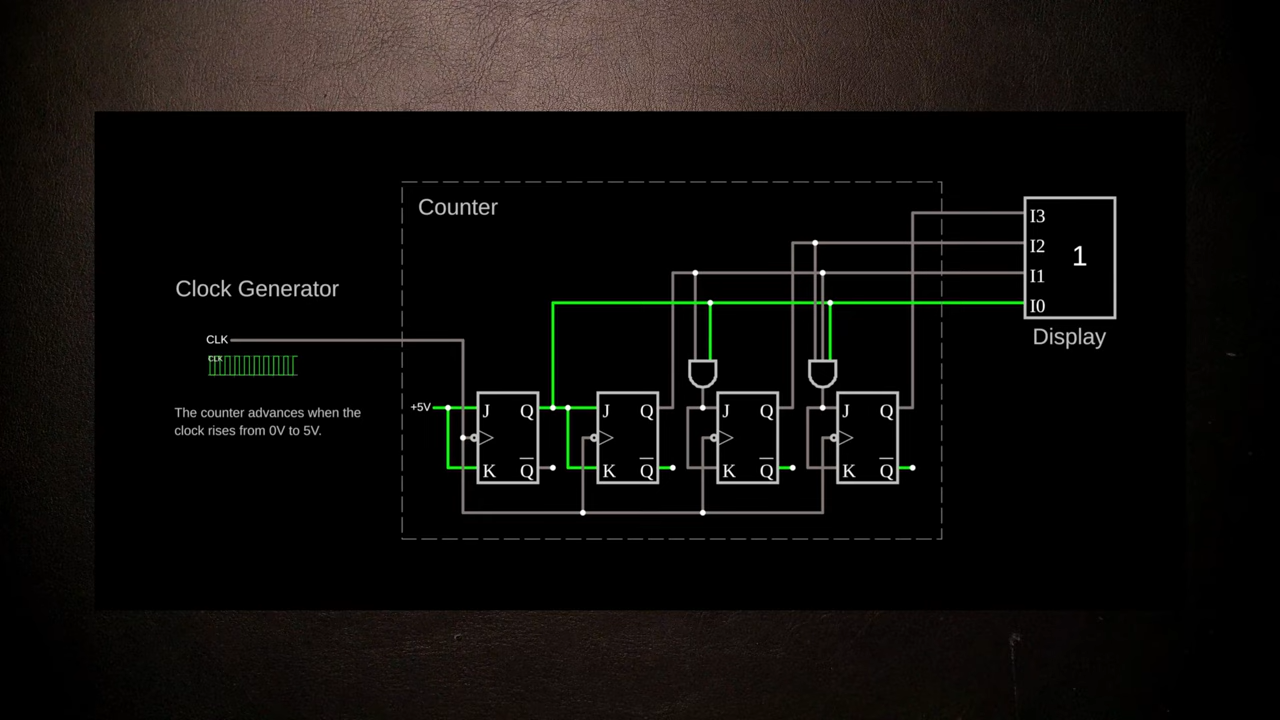 Counter
Clock Generator
CLK
CLK
The counter advances when the
clock rises from 0V to 5V.
+5V
J Q
K Q̅
J Q
K Q̅
J Q
K Q̅
J Q
K Q̅
I3
I2
I1
I0
1
Display